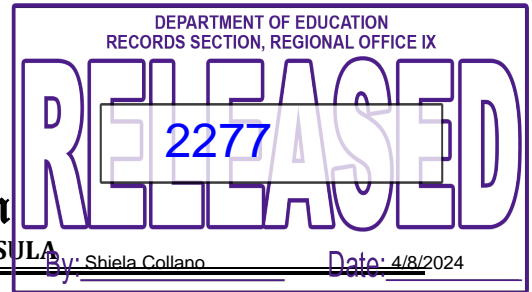 DEPARTMENT OF EDUCATION
RECORDS SECTION, REGIONAL OFFICE IX
RELEASED
2277
a
SULA
By: Shiela Collano Date: 4/8/2024